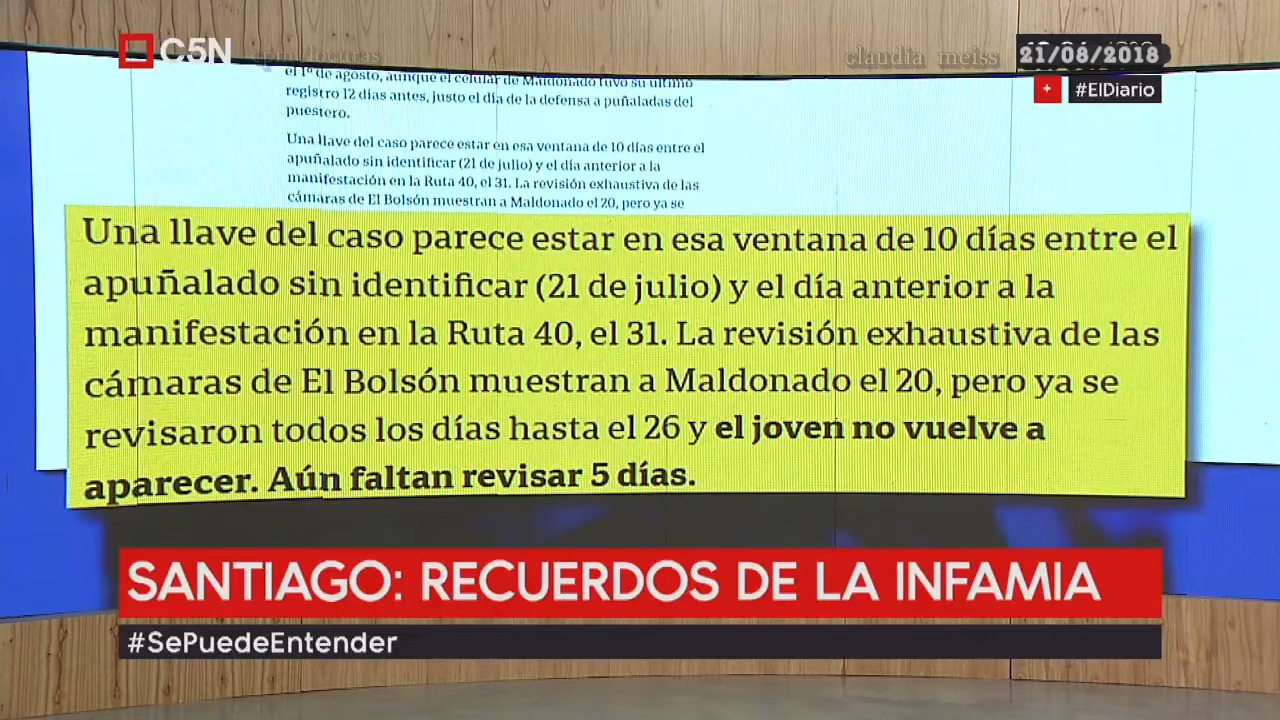 C5N
claudia meiss
21/08/2018
#ElDiario
el 1º de agosto, aunque el celular de Maldonado tuvo su último
registro 12 días antes, justo el día de la defensa a puñaladas del
puestero.
Una llave del caso parece estar en esa ventana de 10 días entre el
apuñalado sin identificar (21 de julio) y el día anterior a la
manifestación en la Ruta 40, el 31. La revisión exhaustiva de las
cámaras de El Bolsón muestran a Maldonado el 20, pero ya se
Una llave del caso parece estar en esa ventana de 10 días entre el
apuñalado sin identificar (21 de julio) y el día anterior a la
manifestación en la Ruta 40, el 31. La revisión exhaustiva de las
cámaras de El Bolsón muestran a Maldonado el 20, pero ya se
revisaron todos los días hasta el 26 y el joven no vuelve a
aparecer. Aún faltan revisar 5 días.
SANTIAGO: RECUERDOS DE LA INFAMIA
#SePuedeEntender